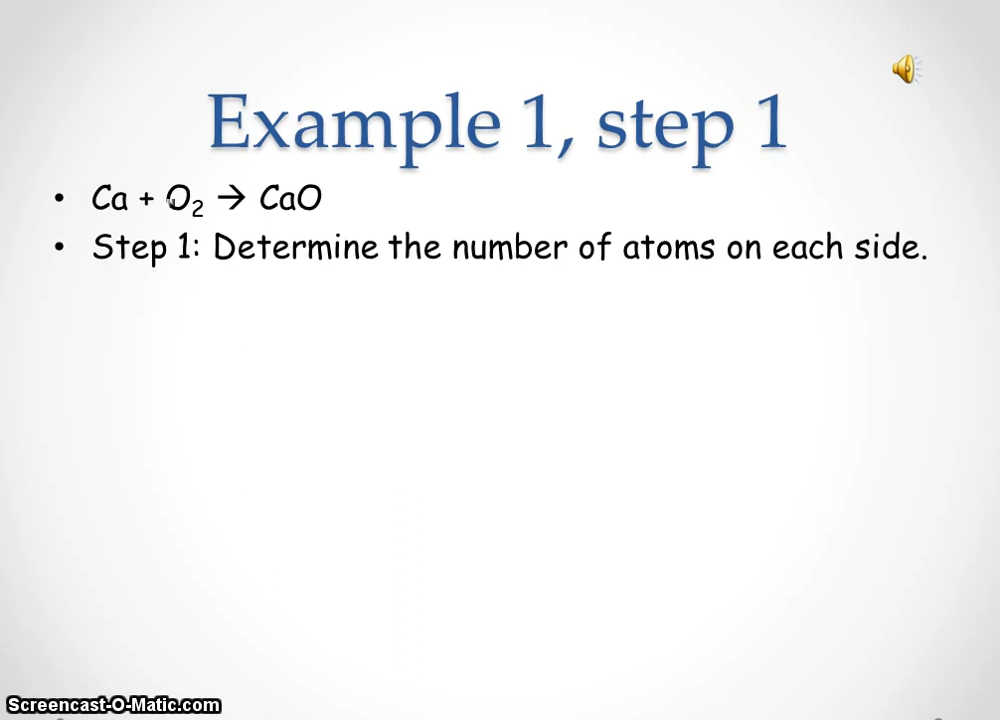 Example 1, step 1
• Ca + O₂ → CaO
• Step 1: Determine the number of atoms on each side.
Screencast-O-Matic.com